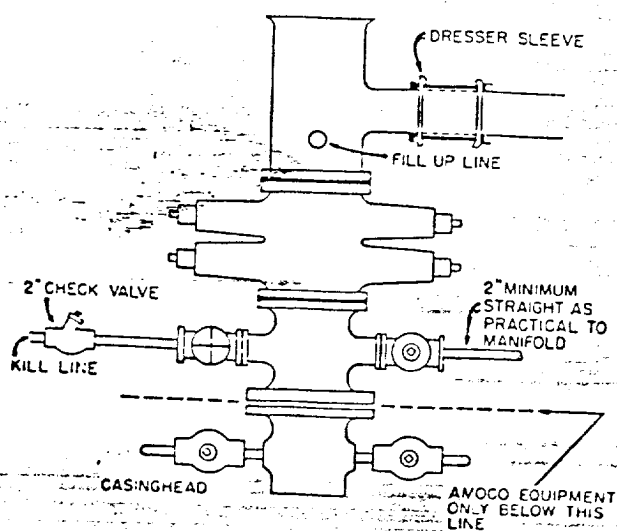 DRESSER SLEEVE
FILL UP LINE
2" CHECK VALVE
KILL LINE
2" MINIMUM
STRAIGHT AS
PRACTICAL TO
MANIFOLD
CASINGHEAD
AMOCO EQUIPMENT
ONLY BELOW THIS
LINE